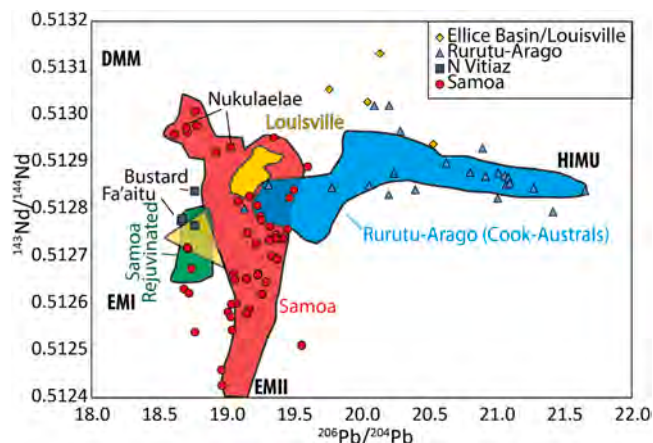 0.5132
0.5131
0.5130
0.5129
0.5128
0.5127
0.5126
0.5125
0.5124
143Nd/144Nd
18.0 18.5 19.0 19.5 20.0 20.5 21.0 21.5 22.0
206Pb/204Pb
Ellice Basin/Louisville
Rurutu-Arago
N Vitiaz
Samoa
DMM
Nukulaelae
Louisville
HIMU
Bustard
Fa'aitu
Samoa
Rejuvinated
Rurutu-Arago (Cook-Australs)
EMI
Samoa
EMII